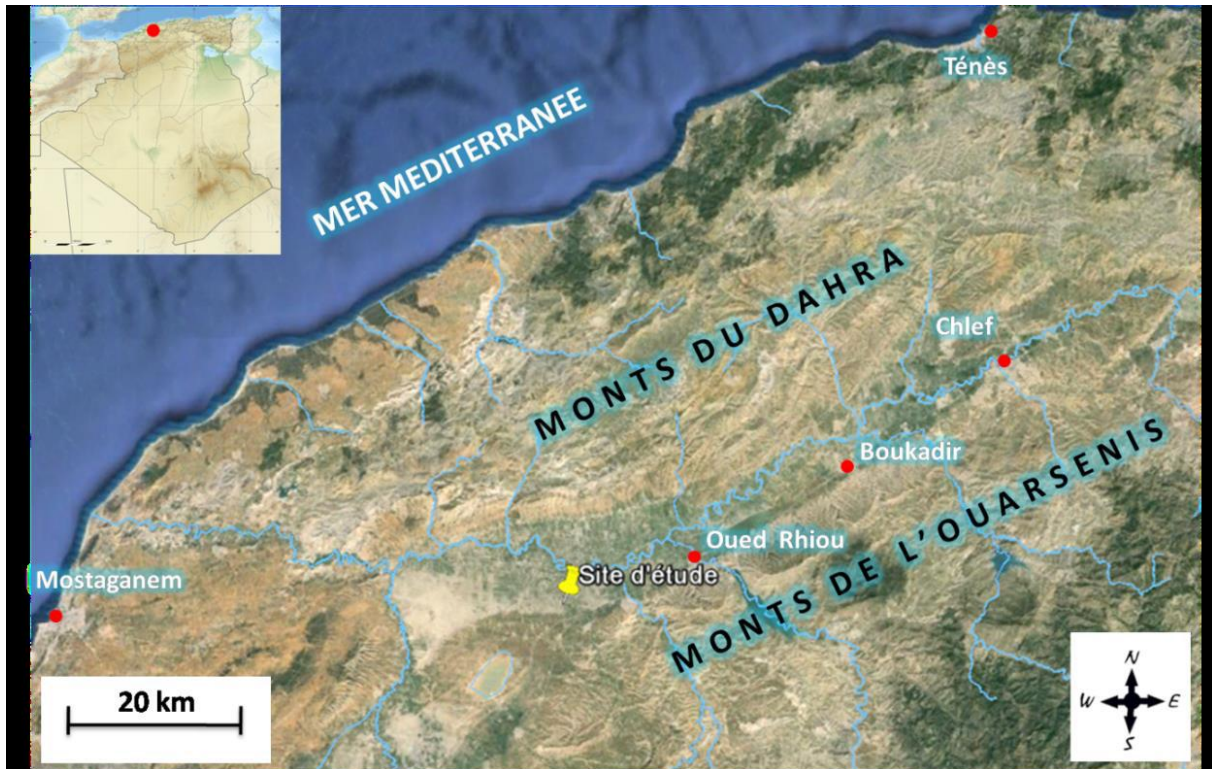 Ténès
MER MEDITERRANEE
MONTS DU DAHRA
Chlef
Boukadir
MONTS DE L'OUARSENIS
Oued Rhiou
Site d'étude
Mostaganem
20 km
N
W E
S